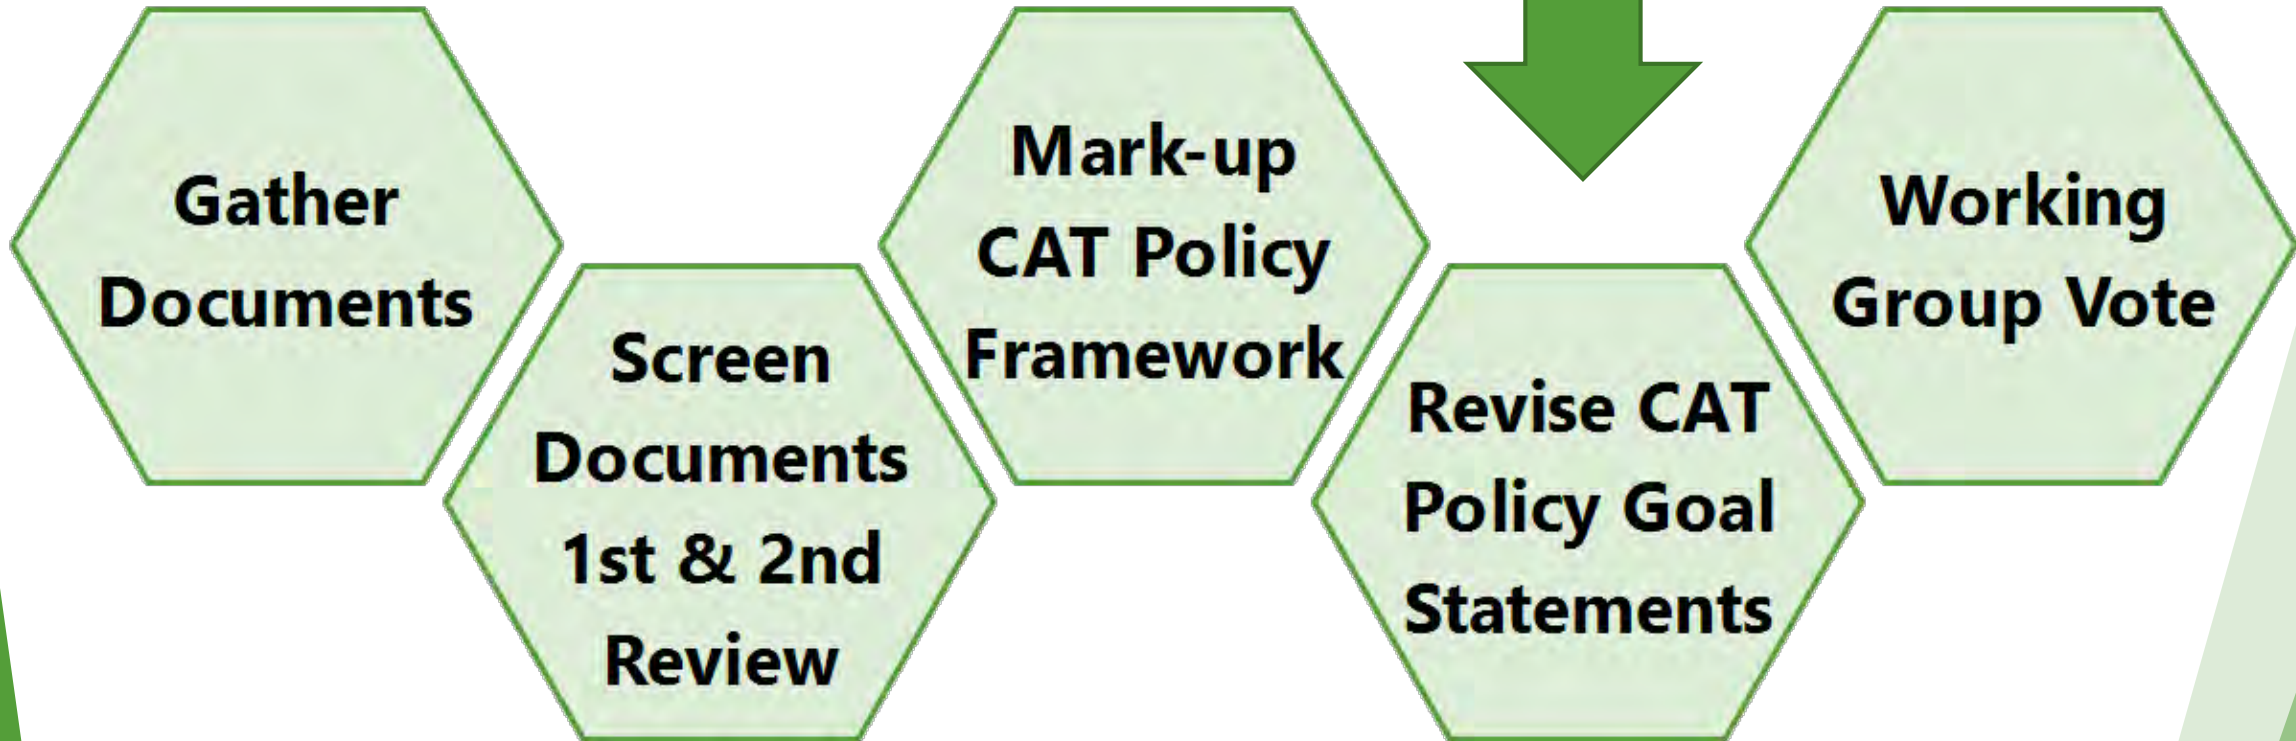 Gather
Documents
Screen
Documents
1st & 2nd
Review
Mark-up
CAT Policy
Framework
Revise CAT
Policy Goal
Statements
Working
Group Vote